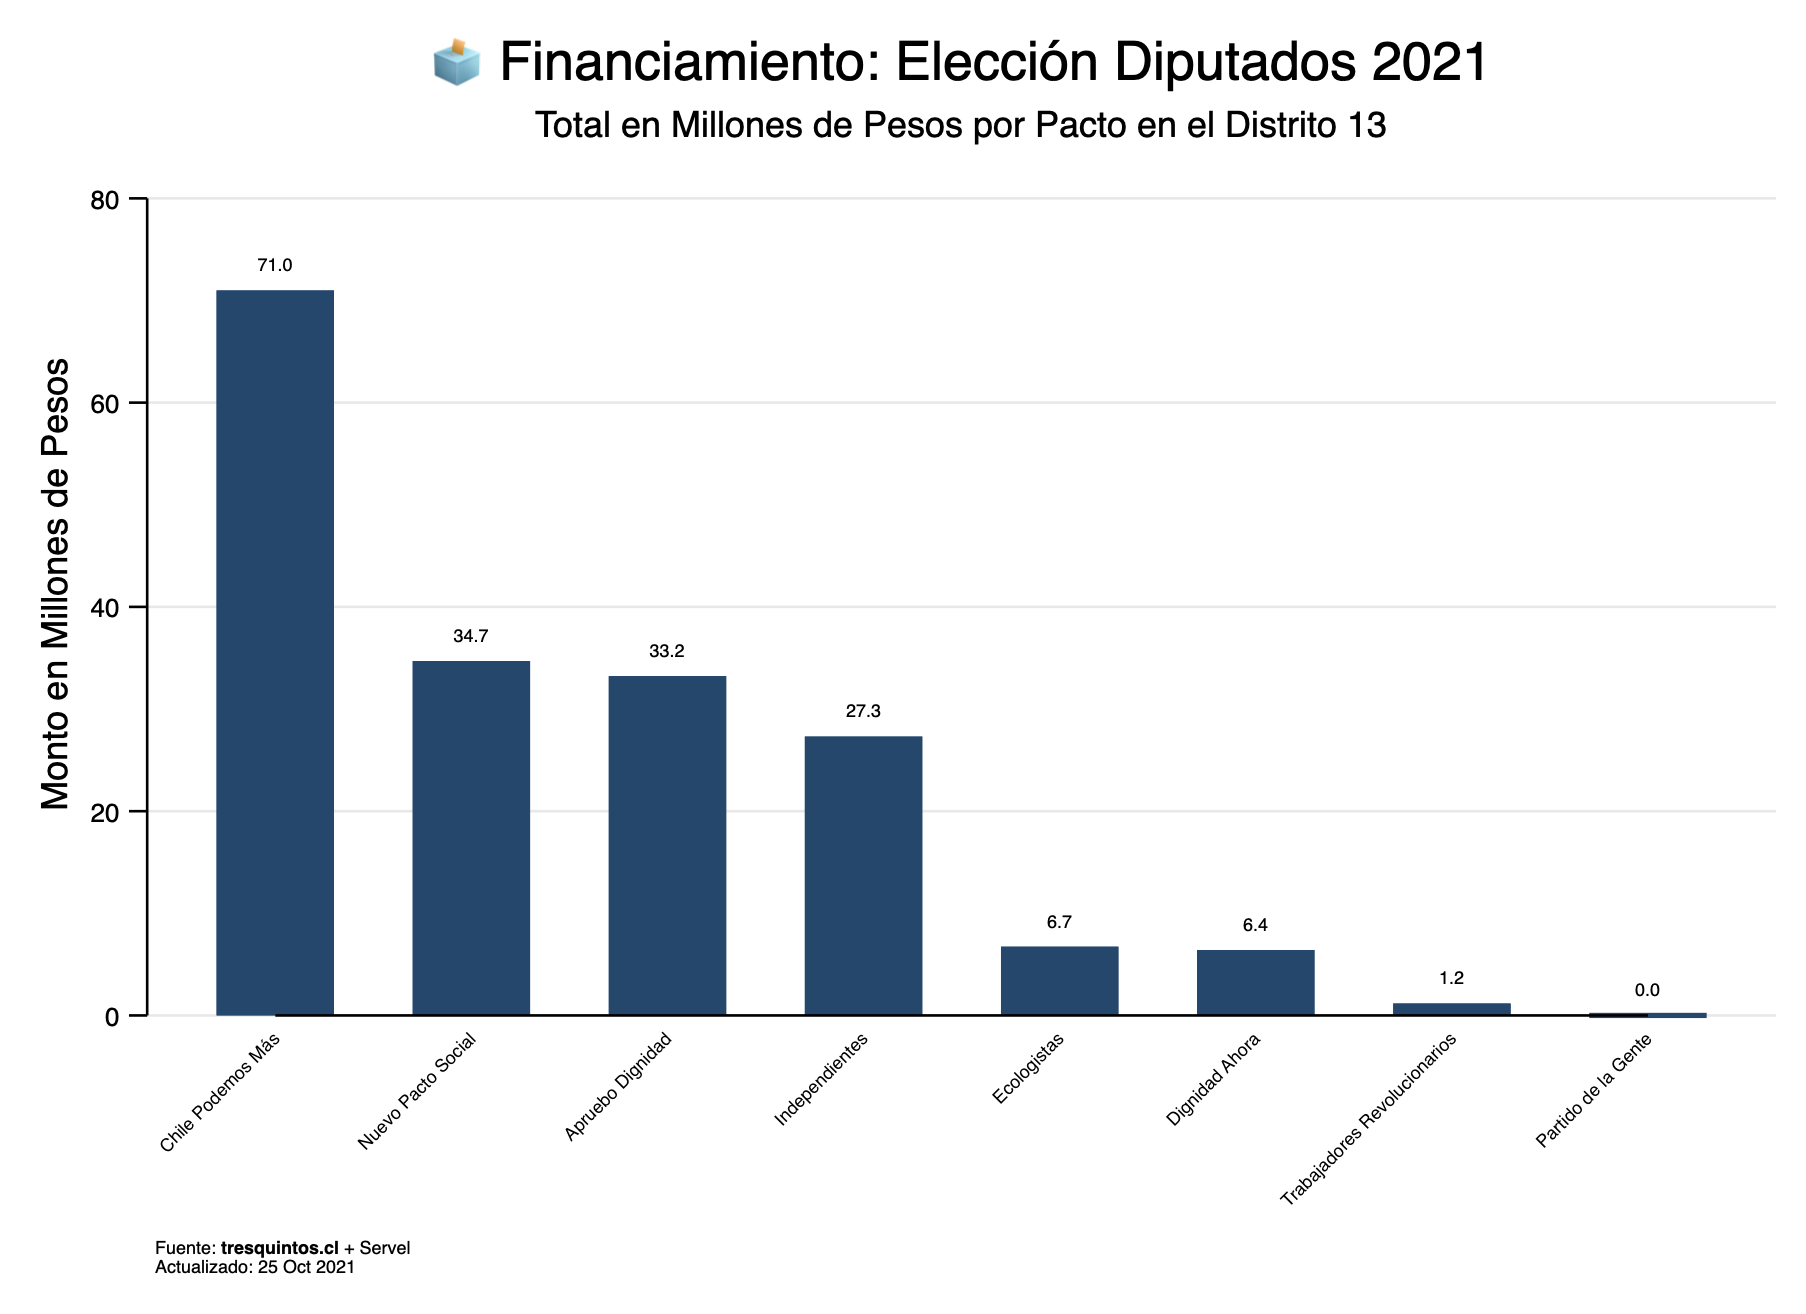 Financiamiento: Elección Diputados 2021
Total en Millones de Pesos por Pacto en el Distrito 13
Monto en Millones de Pesos
80
60
40
20
0
71.0
34.7
33.2
27.3
6.7
6.4
1.2
0.0
Chile Podemos Más
Nuevo Pacto Social
Apruebo Dignidad
Independientes
Ecologistas
Dignidad Ahora
Trabajadores Revolucionarios
Partido de la Gente
Fuente: tresquintos.cl + Servel
Actualizado: 25 Oct 2021